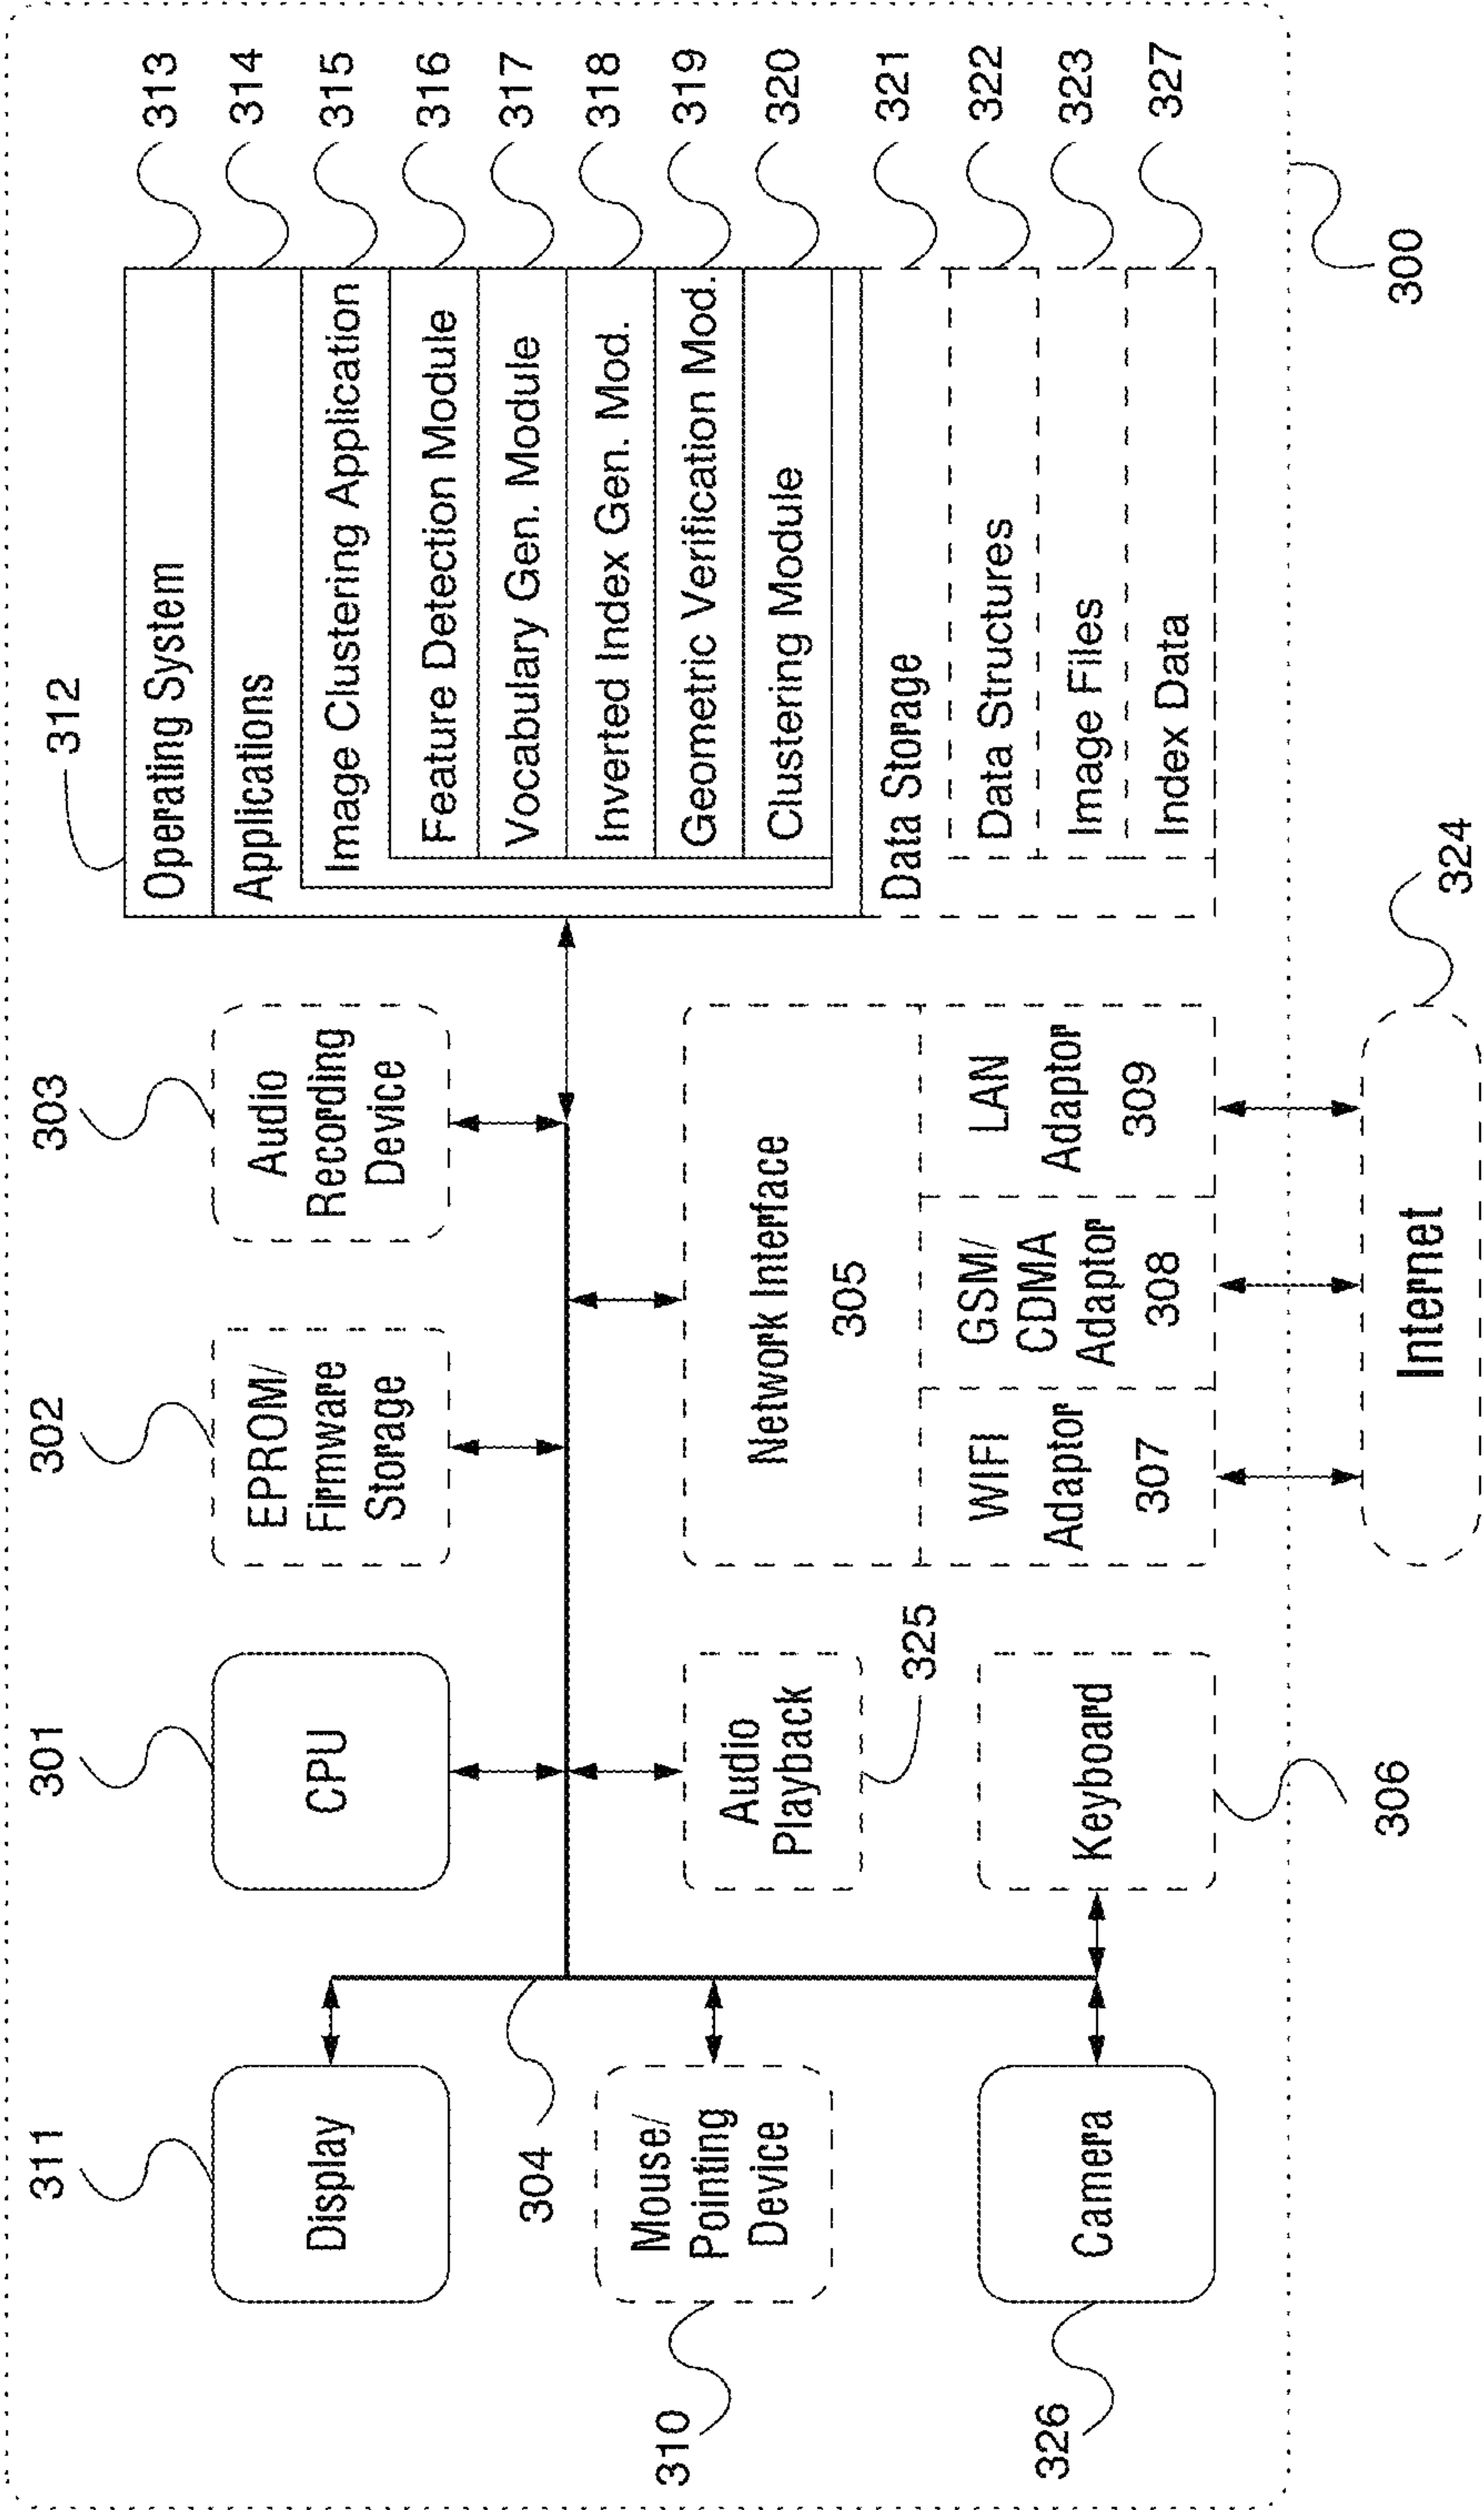 311
Display
304
Mouse/
Pointing
Device
310
Camera
326
301
CPU
Audio
Playback
325
Keyboard
306
302
EPROM/
Firmware
Storage
303
Audio
Recording
Device
Network Interface
305
WIFI
Adaptor
307
GSM/
CDMA
Adaptor
308
LAN
Adaptor
309
Internet
324
312
Operating System
313
Applications
314
Image Clustering Application
315
Feature Detection Module
316
Vocabulary Gen. Module
317
Inverted Index Gen. Mod.
318
Geometric Verification Mod.
319
Clustering Module
320
Data Storage
321
Data Structures
322
Image Files
323
Index Data
327
300